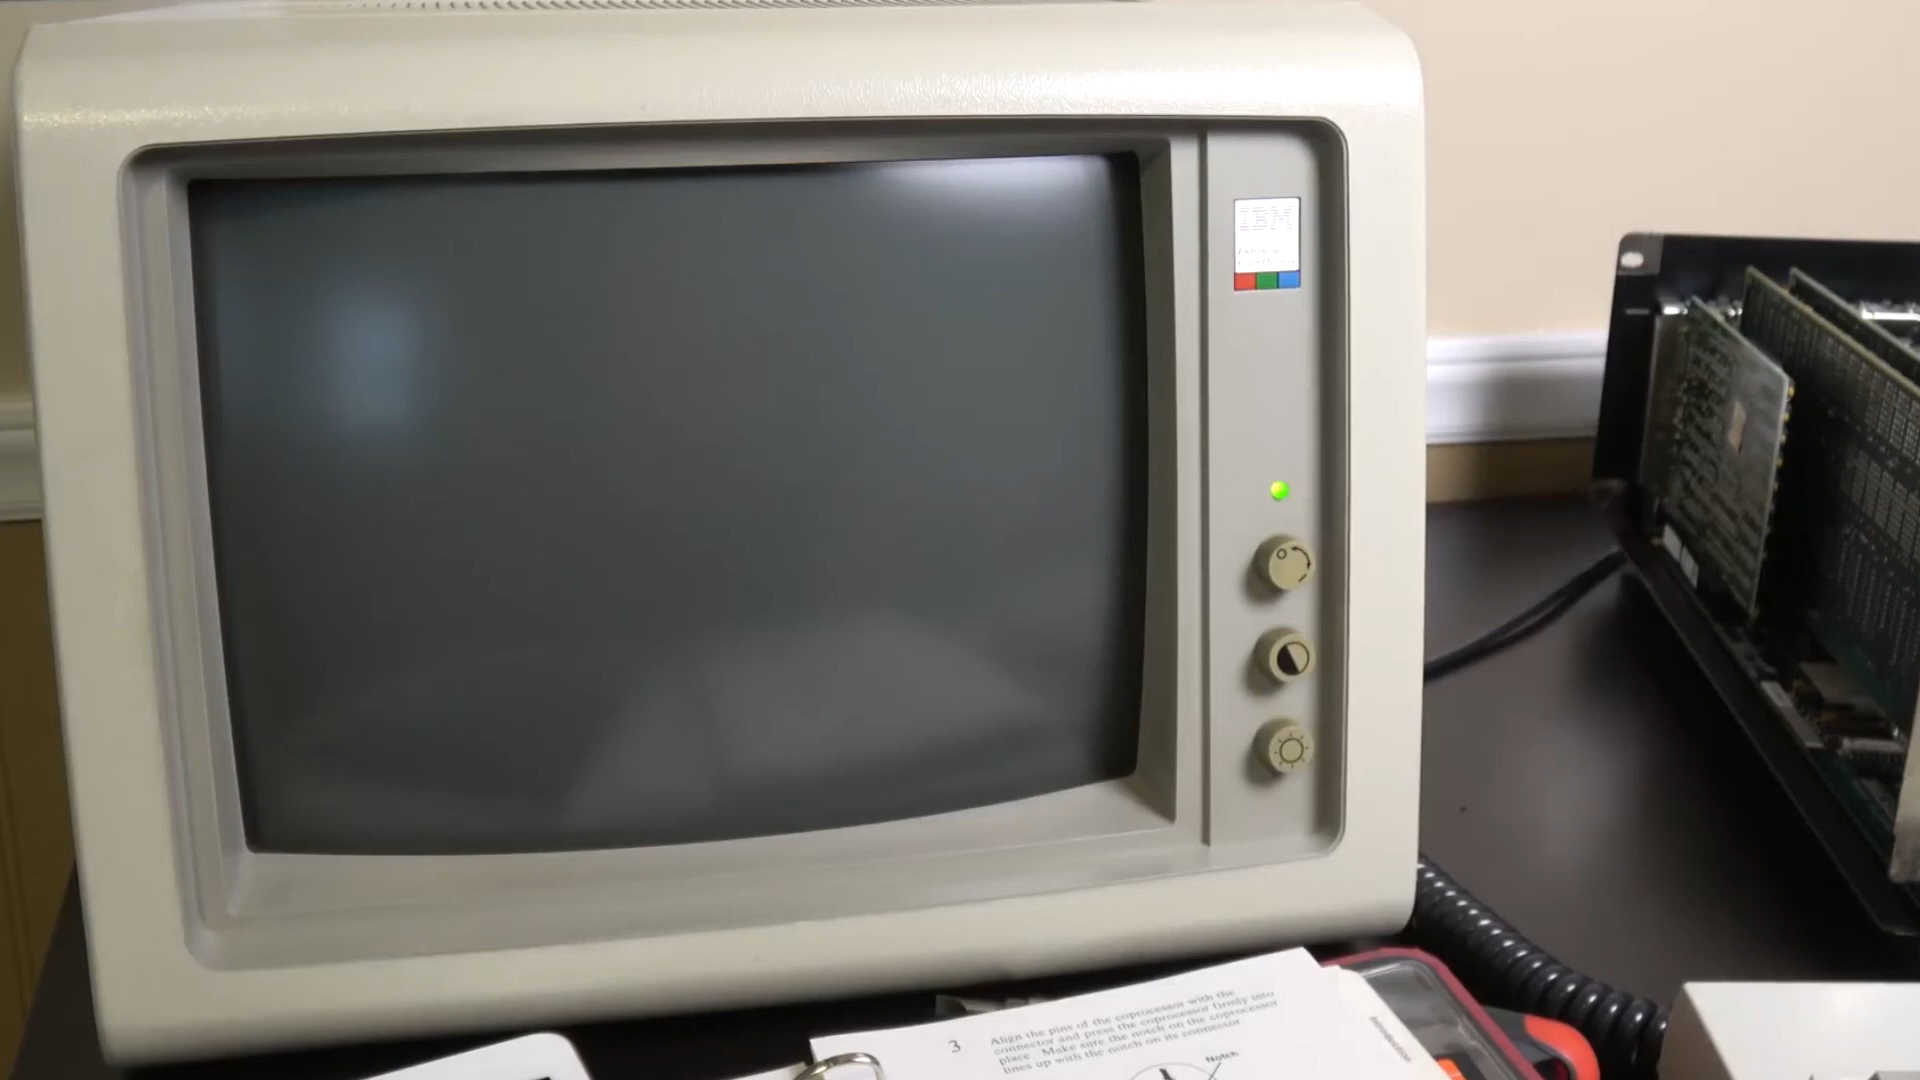 IBM
3 Align the pins of the coprocessor with the
connector and press the coprocessor firmly into
place. Make sure the notch on the coprocessor
lines up with the notch on its connector.
Notch
Introduction